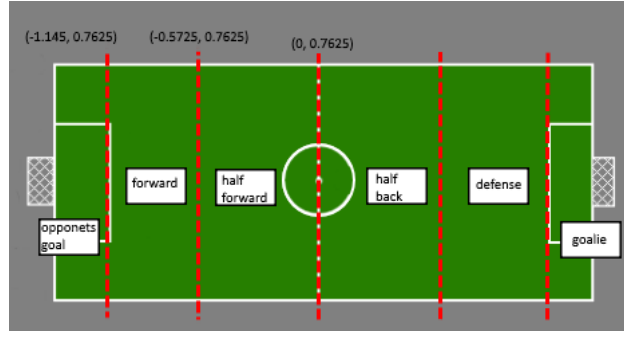 (-1.145, 0.7625)
(-0.5725, 0.7625)
(0, 0.7625)
forward
half
forward
half
back
defense
opponets
goal
goalie